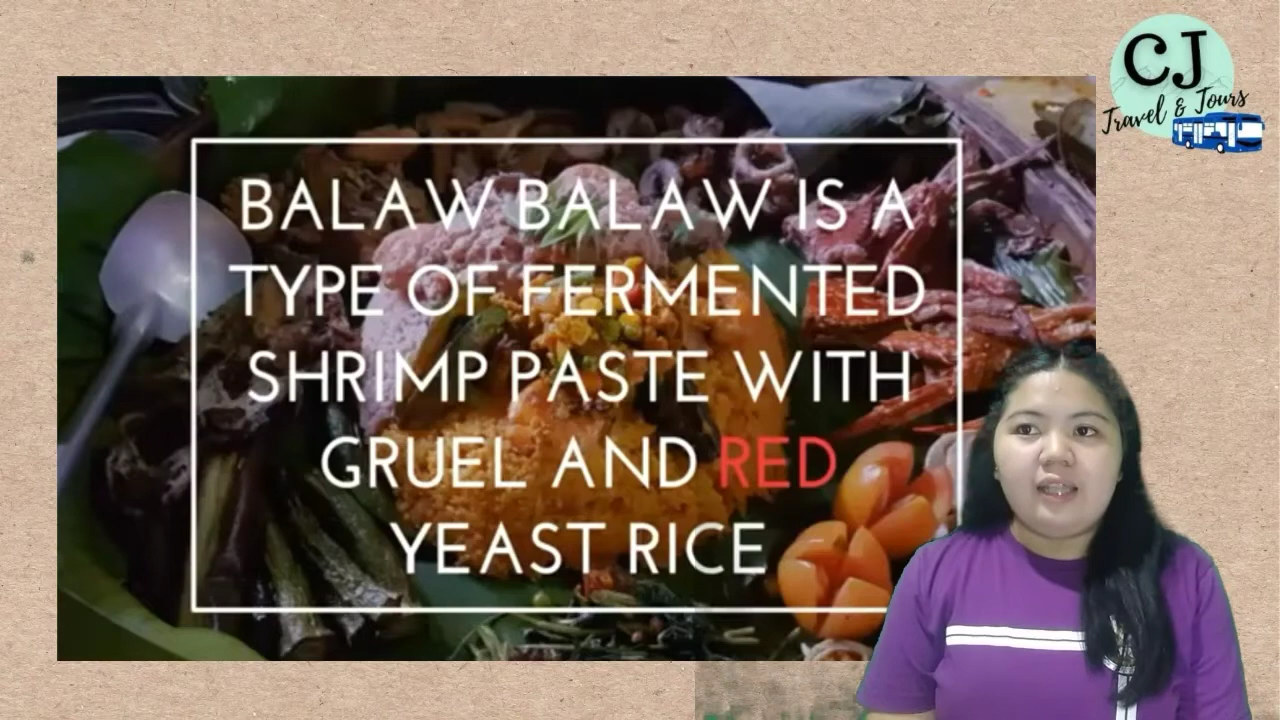 CJ
Travel & Tours
BALAW BALAW IS A
TYPE OF FERMENTED
SHRIMP PASTE WITH
GRUEL AND RED
YEAST RICE